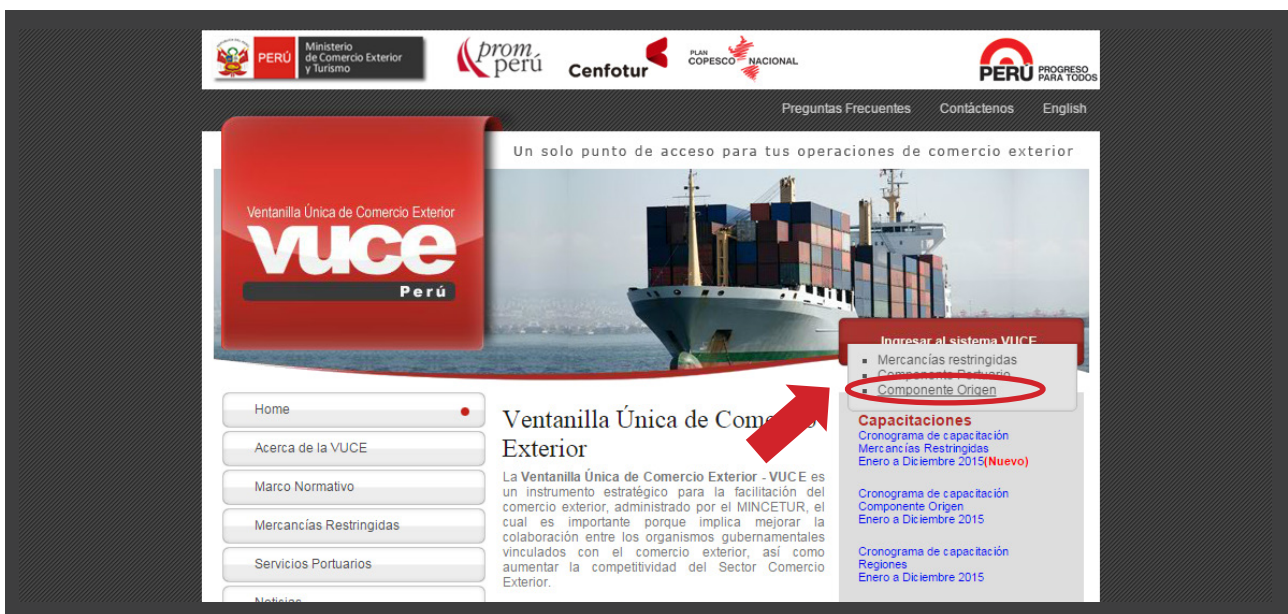 PERÚ
Ministerio
de Comercio Exterior
y Turismo
prom
perú
Cenfotur
PLAN
COPESCO NACIONAL
PERÚ PROGRESO
PARA TODOS
Preguntas Frecuentes Contáctenos English
Un solo punto de acceso para tus operaciones de comercio exterior
Ventanilla Única de Comercio Exterior
vuce
Perú
Ingresar al sistema VUCE
Mercancías restringidas
Componente Portuario
Componente Origen
Home
Acerca de la VUCE
Marco Normativo
Mercancías Restringidas
Servicios Portuarios
Noticias
Ventanilla Única de Comercio
Exterior
La Ventanilla Única de Comercio Exterior - VUCE es
un instrumento estratégico para la facilitación del
comercio exterior, administrado por el MINCETUR, el
cual es importante porque implica mejorar la
colaboración entre los organismos gubernamentales
vinculados con el comercio exterior, así como
aumentar la competitividad del Sector Comercio
Exterior.
Capacitaciones
Cronograma de capacitación
Mercancías Restringidas
Enero a Diciembre 2015(Nuevo)
Cronograma de capacitación
Componente Origen
Enero a Diciembre 2015
Cronograma de capacitación
Regiones
Enero a Diciembre 2015